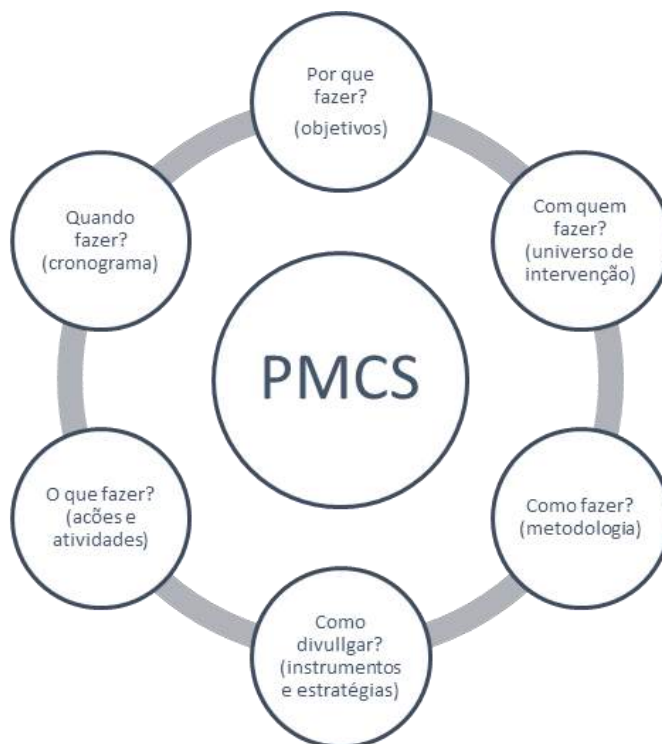 Por que
fazer?
(objetivos)
Com quem
fazer?
(universo de
intervenção)
Como fazer?
(metodologia)
Como
divullgar?
(instrumentos
e estratégias)
O que fazer?
(acões e
atividades)
Quando
fazer?
(cronograma)
PMCS